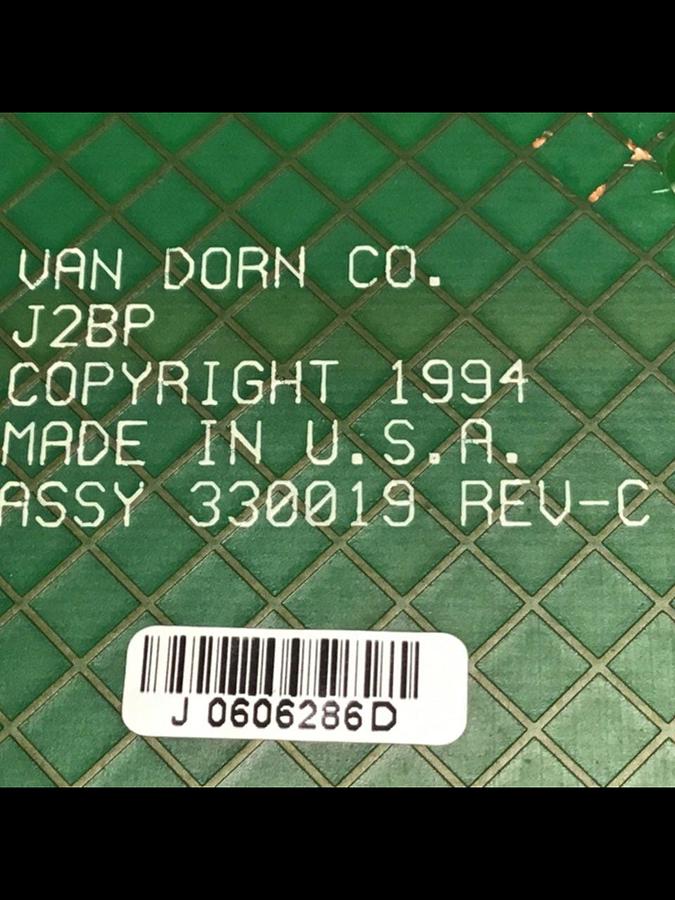 VAN DORN CO.
J2BP
COPYRIGHT 1994
MADE IN U.S.A.
ASSY 330019 REV-C
J 0606286D